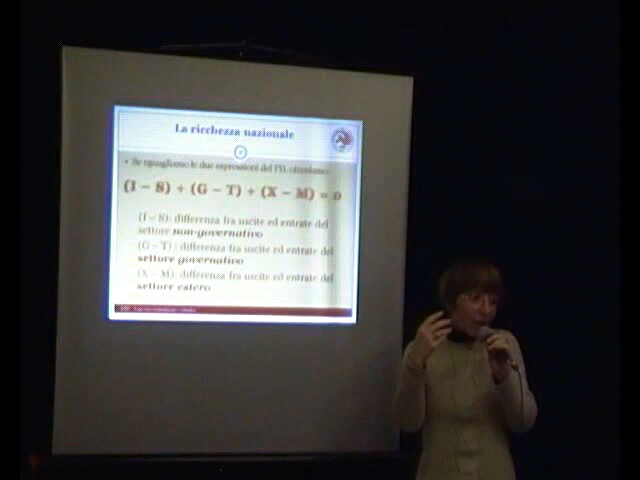 La ricchezza nazionale
• Se eguagliamo le due espressioni del PIL otteniamo:
(I – S) + (G – T) + (X – M) = 0
(I – S): differenza fra uscite ed entrate del
settore non-governativo
(G – T) : differenza fra uscite ed entrate del
settore governativo
(X – M): differenza fra uscite ed entrate del
settore estero